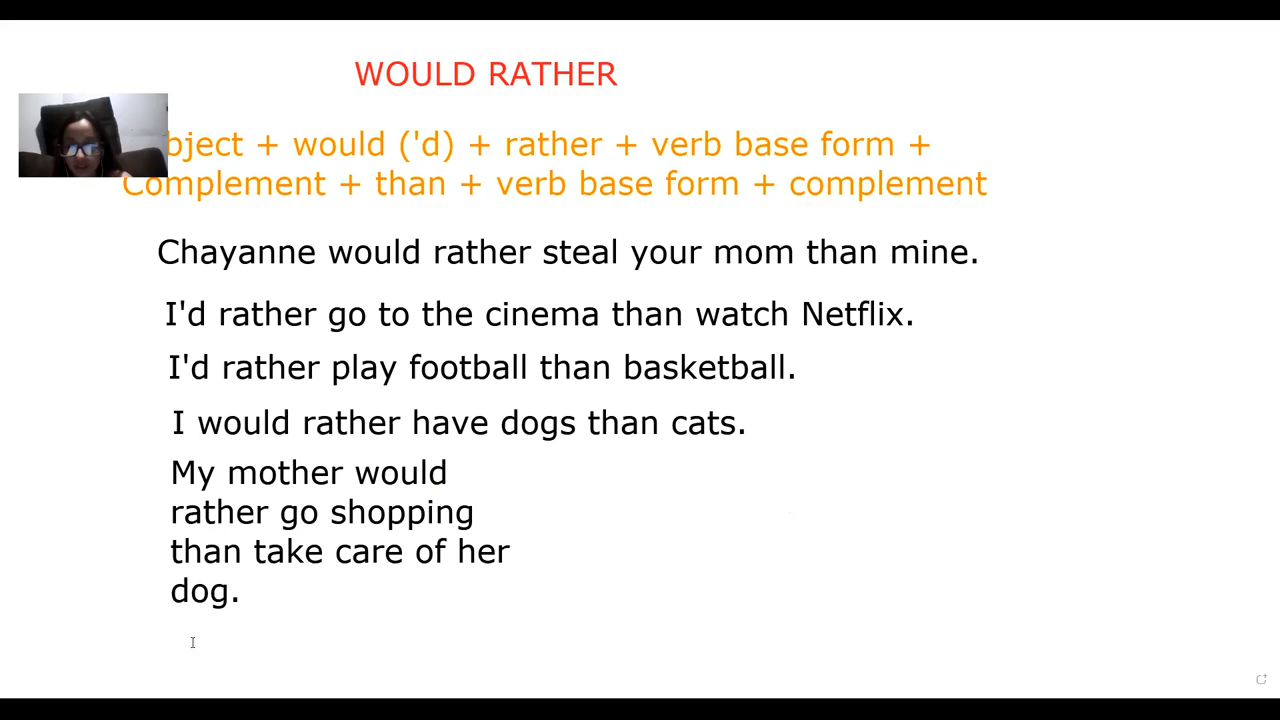 WOULD RATHER
bject + would ('d) + rather + verb base form +
Complement + than + verb base form + complement
Chayanne would rather steal your mom than mine.
I'd rather go to the cinema than watch Netflix.
I'd rather play football than basketball.
I would rather have dogs than cats.
My mother would
rather go shopping
than take care of her
dog.